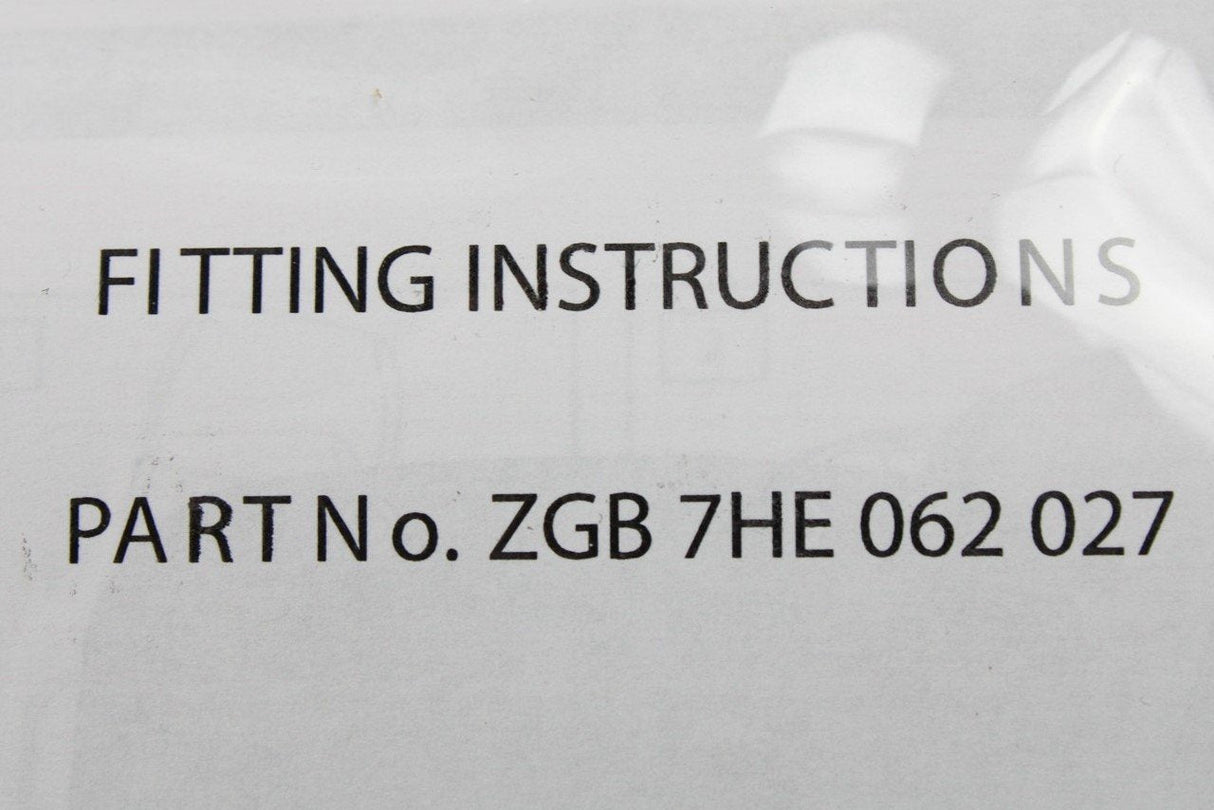 FITTING INSTRUCTIONS
PART No. ZGB 7HE 062 027